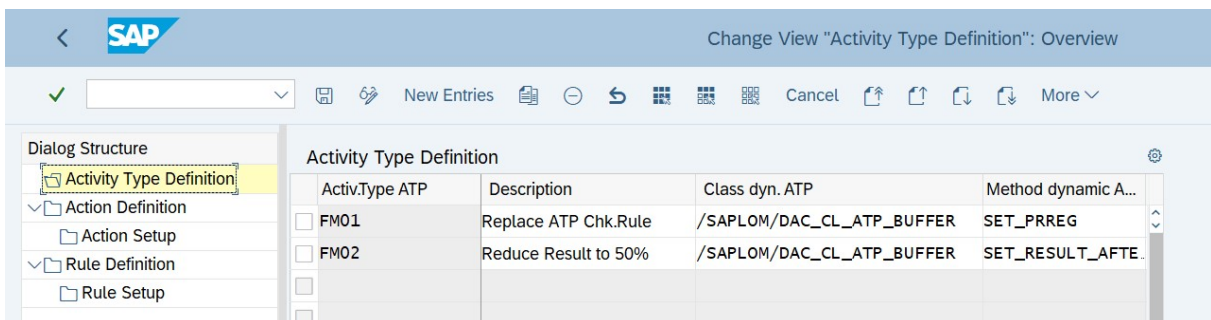 SAP
Change View "Activity Type Definition": Overview
New Entries Cancel More
Dialog Structure
Activity Type Definition
Action Definition
Action Setup
Rule Definition
Rule Setup
Activity Type Definition
Activ.Type ATP Description Class dyn. ATP Method dynamic A...
FM01 Replace ATP Chk.Rule /SAPLOM/DAC_CL_ATP_BUFFER SET_PRREG
FM02 Reduce Result to 50% /SAPLOM/DAC_CL_ATP_BUFFER SET_RESULT_AFTE.